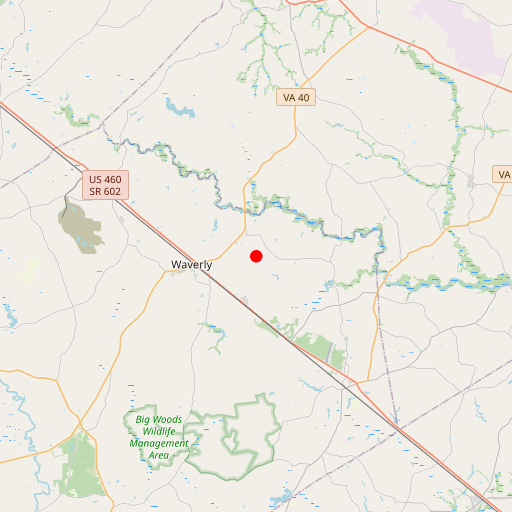 VA 40
VA
US 460
SR 602
Waverly
Big Woods
Wildlife
Management
Area